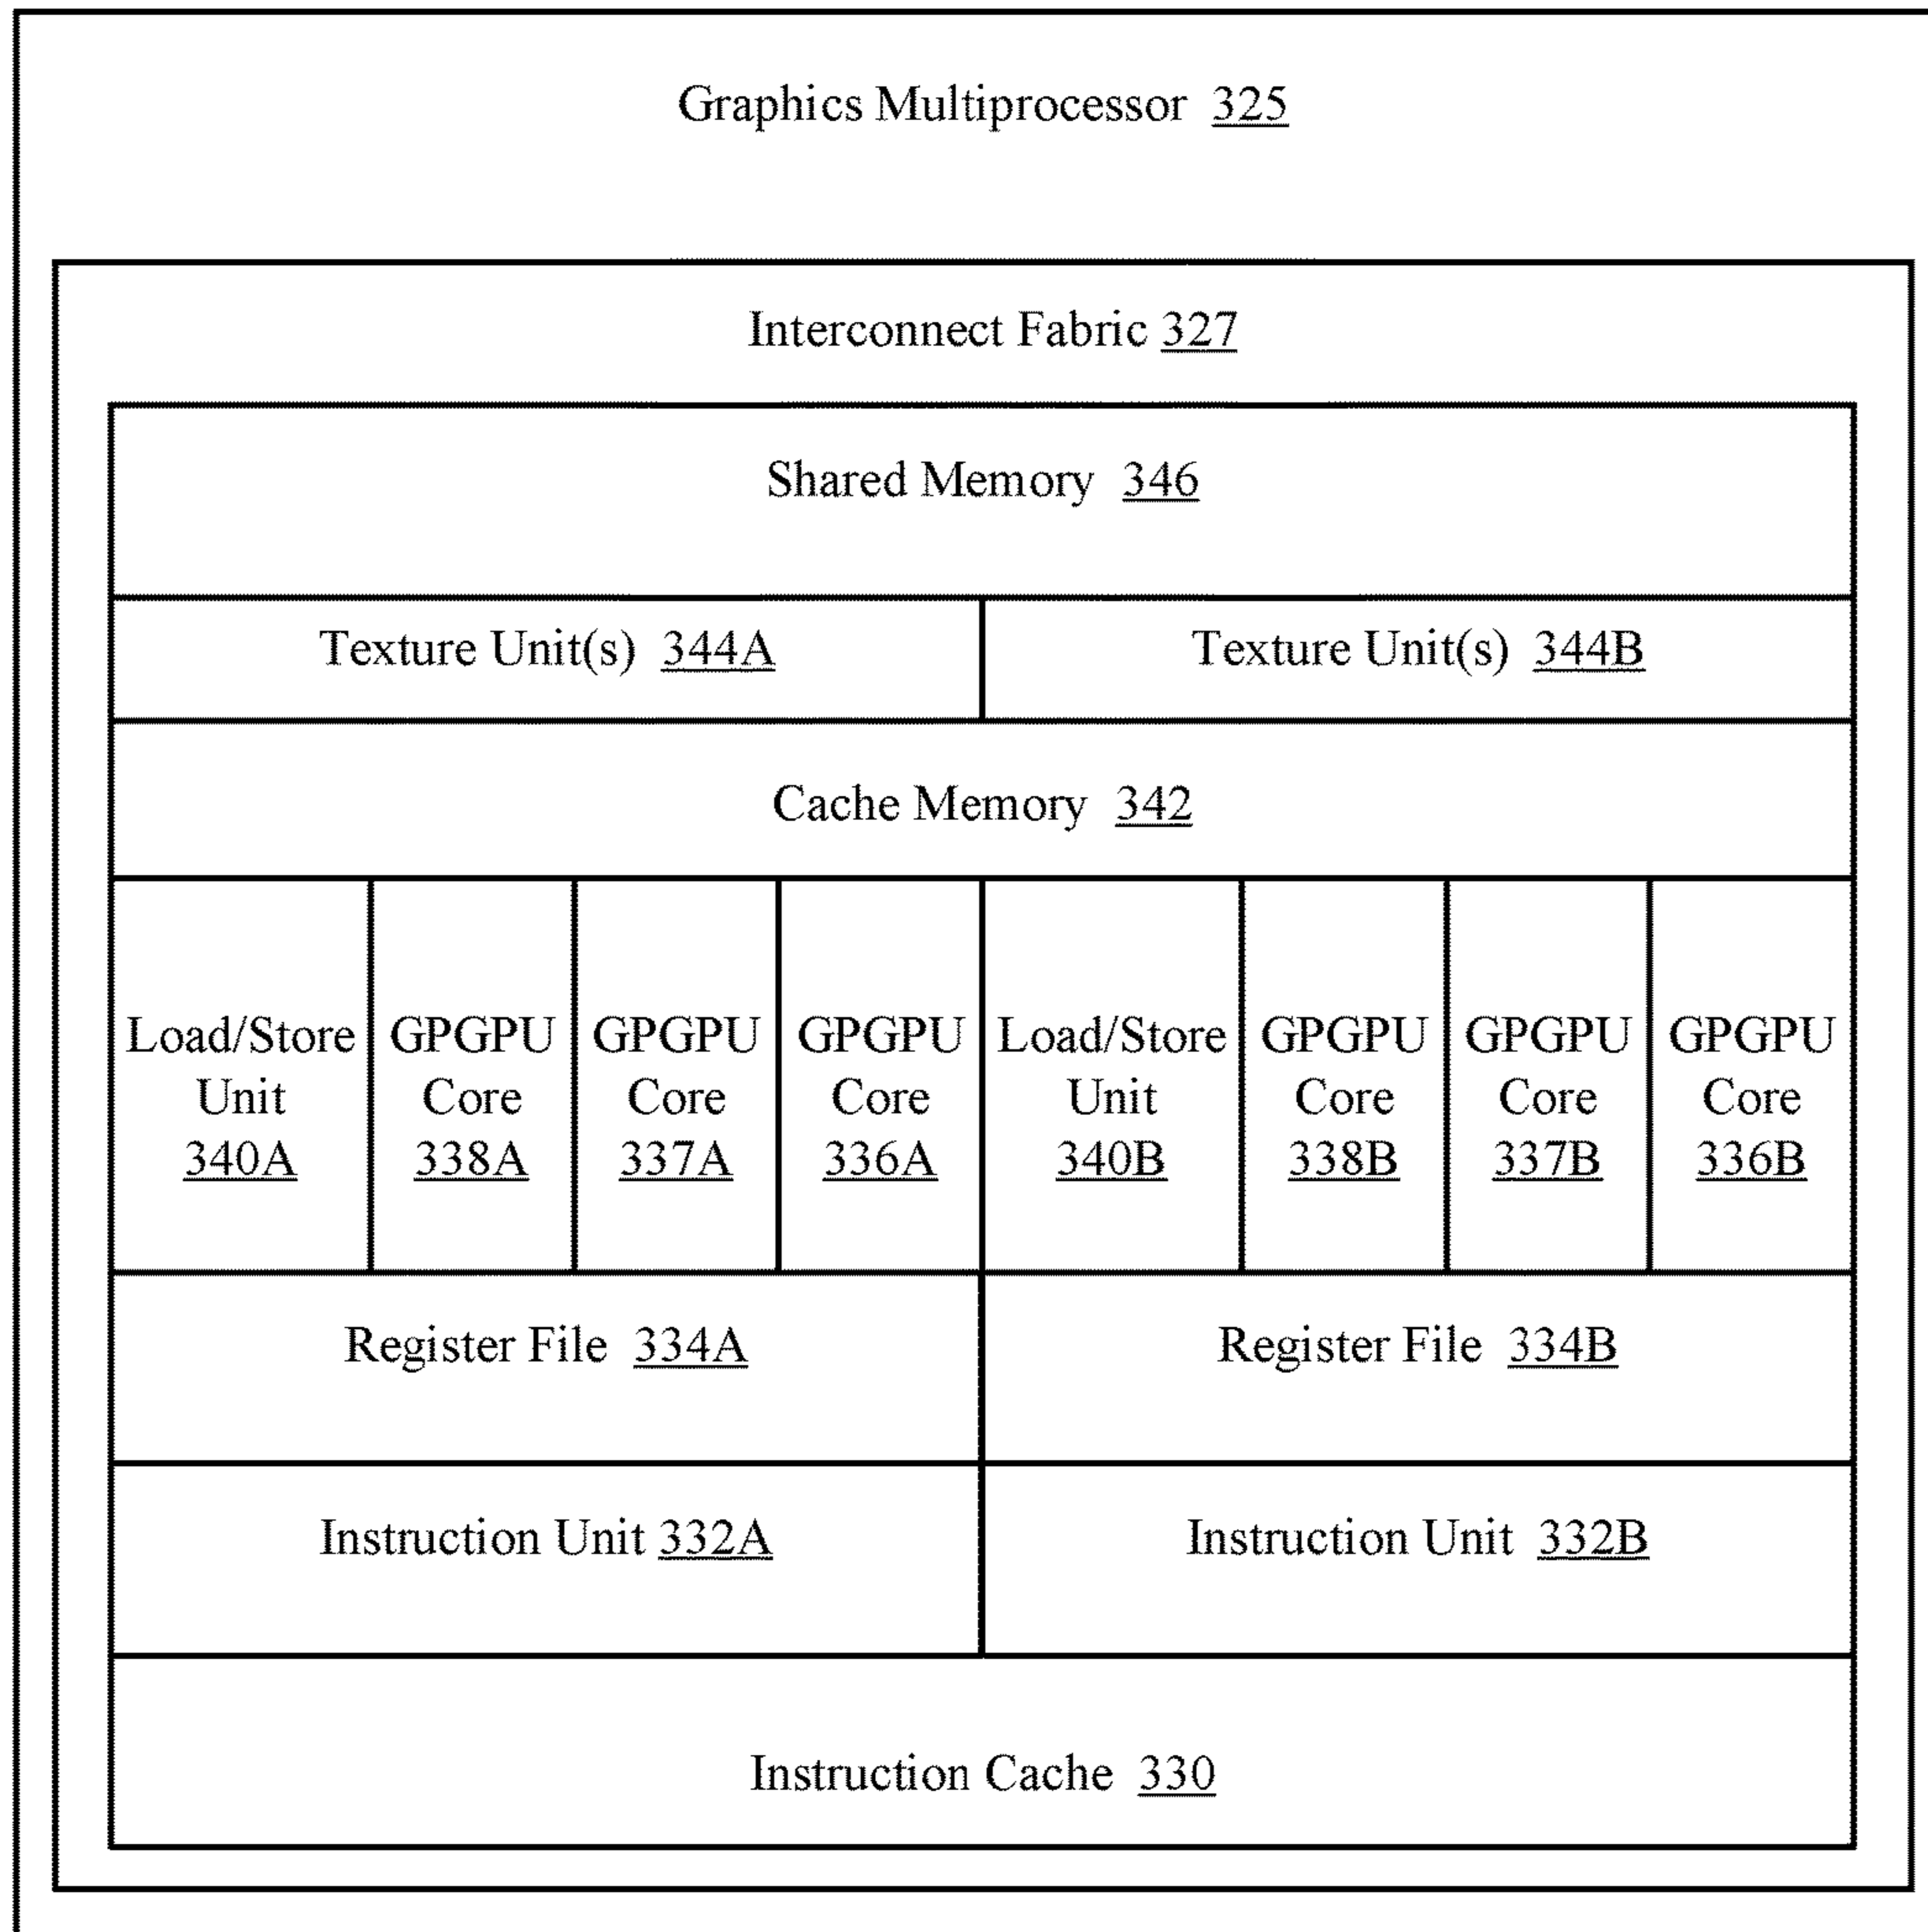 Graphics Multiprocessor 325
Interconnect Fabric 327
Shared Memory 346
Texture Unit(s) 344A
Texture Unit(s) 344B
Cache Memory 342
Load/Store
Unit
340A
GPGPU
Core
338A
GPGPU
Core
337A
GPGPU
Core
336A
Load/Store
Unit
340B
GPGPU
Core
338B
GPGPU
Core
337B
GPGPU
Core
336B
Register File 334A
Register File 334B
Instruction Unit 332A
Instruction Unit 332B
Instruction Cache 330